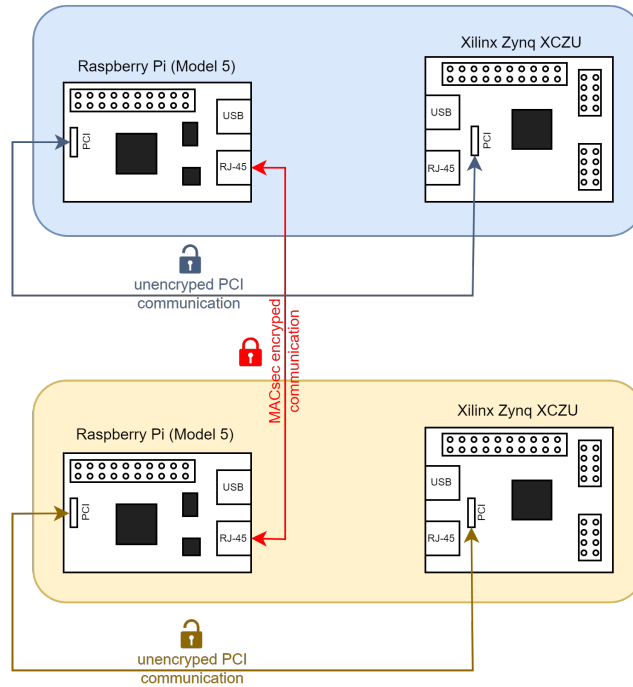 Xilinx Zynq XCZU
Raspberry Pi (Model 5)
USB
PCI
RJ-45
USB
PCI
RJ-45
unencryped PCI
communication
MACsec encryped
communication
Xilinx Zynq XCZU
Raspberry Pi (Model 5)
USB
PCI
RJ-45
USB
PCI
RJ-45
unencryped PCI
communication